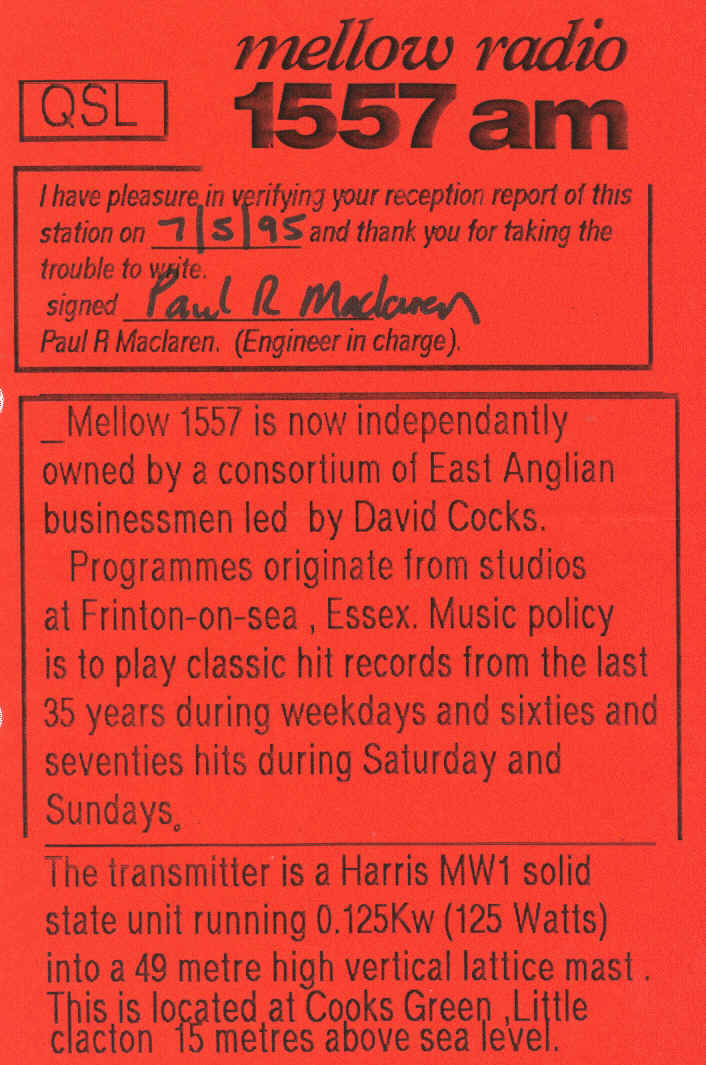 mellow radio
QSL
1557 am
I have pleasure in verifying your reception report of this
station on 7/5/95 and thank you for taking the
trouble to write.
signed Paul R Maclaren
Paul R Maclaren. (Engineer in charge).
_Mellow 1557 is now independantly
owned by a consortium of East Anglian
businessmen led by David Cocks.
Programmes originate from studios
at Frinton-on-sea , Essex. Music policy
is to play classic hit records from the last
35 years during weekdays and sixties and
seventies hits during Saturday and
Sundays.
The transmitter is a Harris MW1 solid
state unit running 0.125Kw (125 Watts)
into a 49 metre high vertical lattice mast .
This is located at Cooks Green ,Little
clacton 15 metres above sea level.